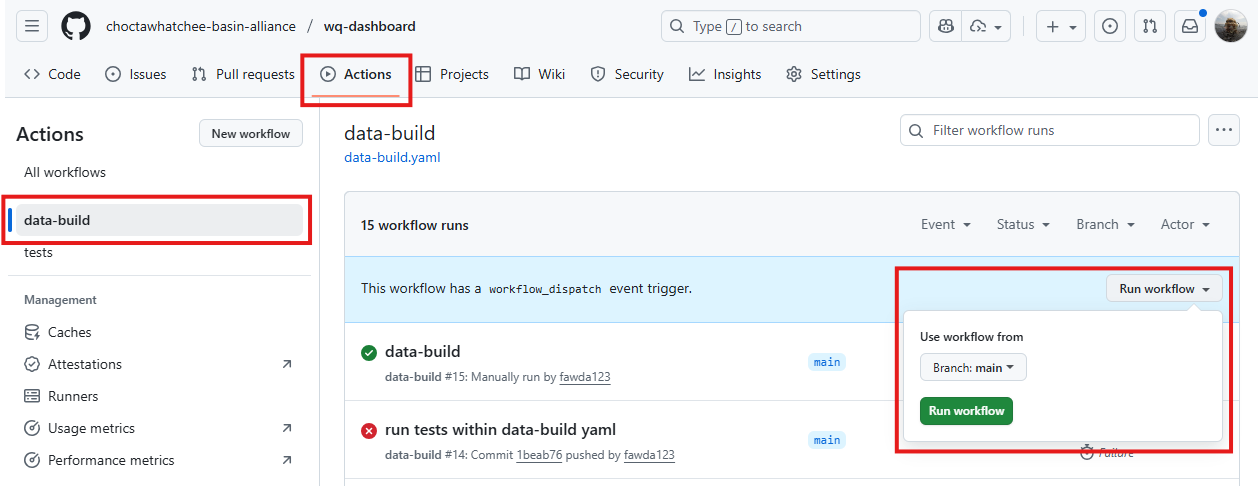 choctawhatchee-basin-alliance / wq-dashboard
Type / to search
Code Issues Pull requests Actions Projects Wiki Security Insights Settings
Actions
New workflow
All workflows
data-build
tests
Management
Caches
Attestations
Runners
Usage metrics
Performance metrics
data-build
data-build.yaml
Filter workflow runs
15 workflow runs
Event Status Branch Actor
This workflow has a workflow_dispatch event trigger.
Run workflow
Use workflow from
Branch: main
Run workflow
data-build
data-build #15: Manually run by fawda123
main
run tests within data-build yaml
data-build #14: Commit 1beab76 pushed by fawda123
main
Failure